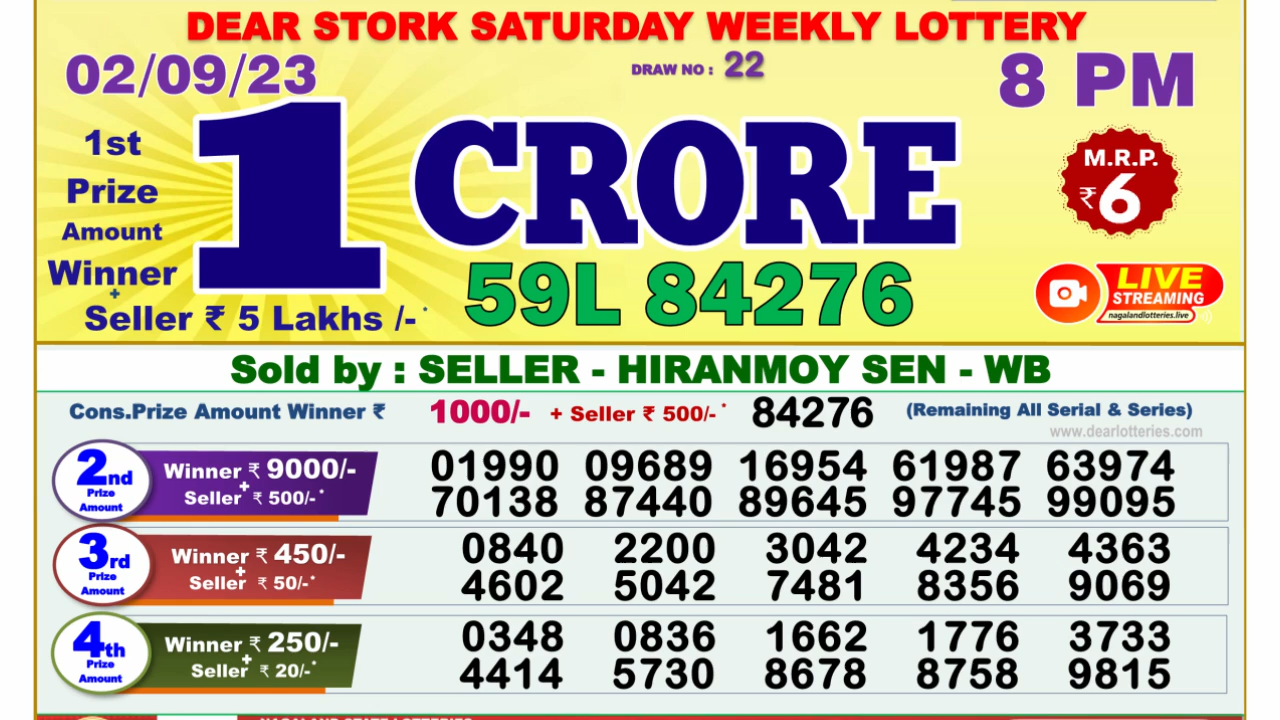 DEAR STORK SATURDAY WEEKLY LOTTERY
02/09/23
DRAW NO : 22
8 PM
1st
Prize
Amount
Winner
+
Seller ₹ 5 Lakhs /-*
1 CRORE
59L 84276
M.R.P.
₹6
LIVE
STREAMING
nagalandlotteries.live
Sold by : SELLER - HIRANMOY SEN - WB
Cons.Prize Amount Winner ₹ 1000/- + Seller ₹ 500/-* 84276 (Remaining All Serial & Series)
www.dearlotteries.com
2nd
Prize
Amount
Winner ₹ 9000/-
+
Seller ₹ 500/-*
01990 09689 16954 61987 63974
70138 87440 89645 97745 99095
3rd
Prize
Amount
Winner ₹ 450/-
+
Seller ₹ 50/-*
0840 2200 3042 4234 4363
4602 5042 7481 8356 9069
4th
Prize
Amount
Winner ₹ 250/-
+
Seller ₹ 20/-*
0348 0836 1662 1776 3733
4414 5730 8678 8758 9815
NAGALAND STATE LOTTERIES